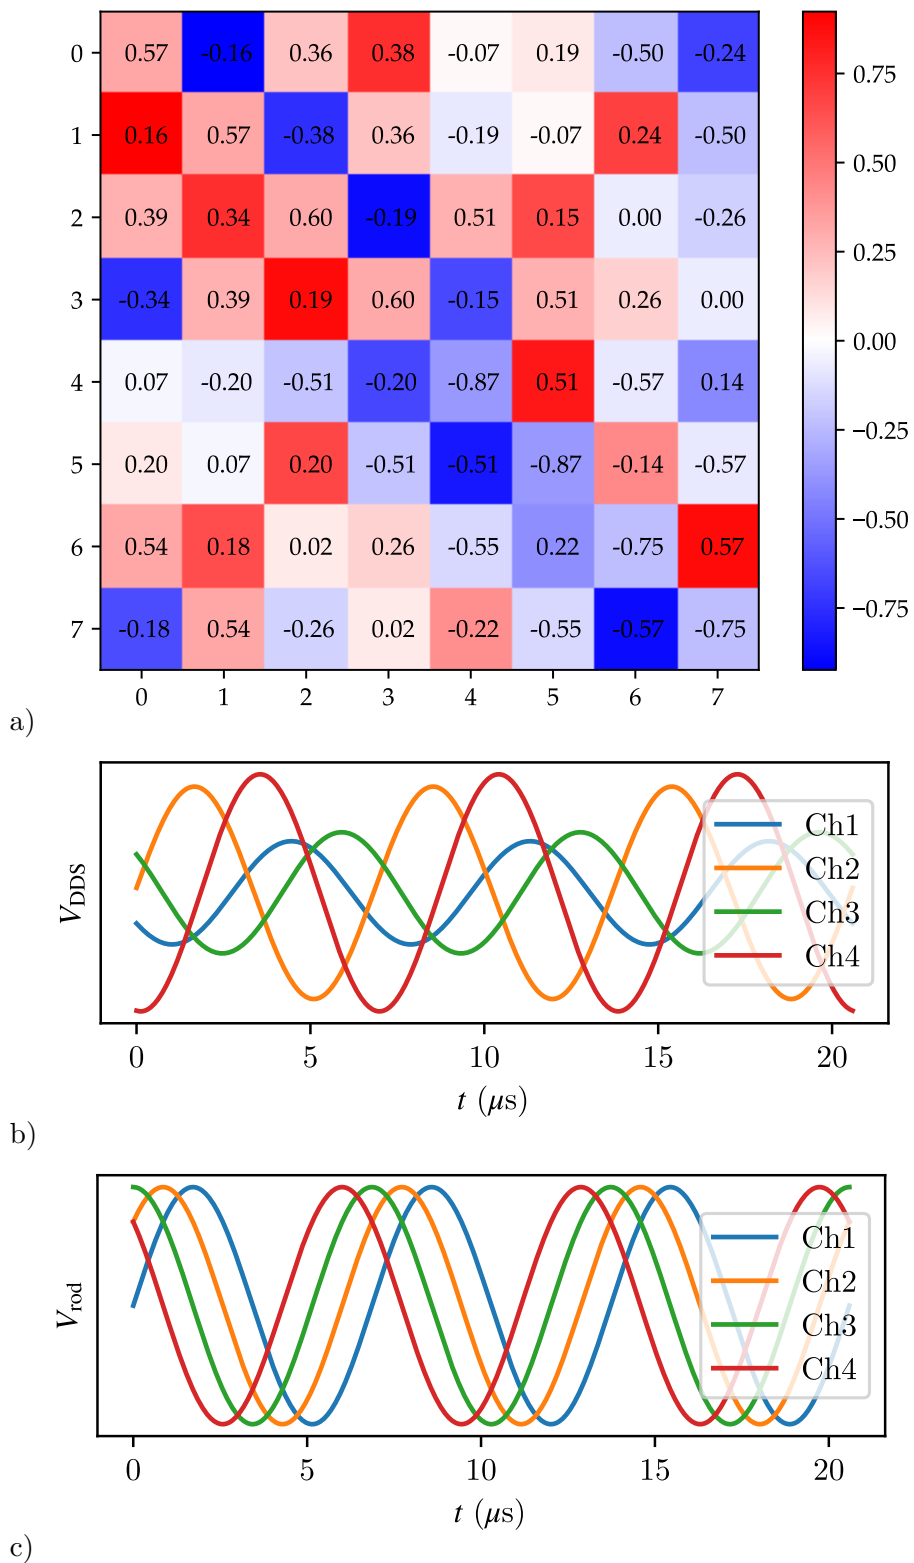 0 0.57 -0.16 0.36 0.38 -0.07 0.19 -0.50 -0.24
1 0.16 0.57 -0.38 0.36 -0.19 -0.07 0.24 -0.50
2 0.39 0.34 0.60 -0.19 0.51 0.15 0.00 -0.26
3 -0.34 0.39 0.19 0.60 -0.15 0.51 0.26 0.00
4 0.07 -0.20 -0.51 -0.20 -0.87 0.51 -0.57 0.14
5 0.20 0.07 0.20 -0.51 -0.51 -0.87 -0.14 -0.57
6 0.54 0.18 0.02 0.26 -0.55 0.22 -0.75 0.57
7 -0.18 0.54 -0.26 0.02 -0.22 -0.55 -0.57 -0.75
0 1 2 3 4 5 6 7
0.75
0.50
0.25
0.00
−0.25
−0.50
−0.75
a)
V_DDS
Ch1
Ch2
Ch3
Ch4
0 5 10 15 20
t (μs)
b)
V_rod
Ch1
Ch2
Ch3
Ch4
0 5 10 15 20
t (μs)
c)